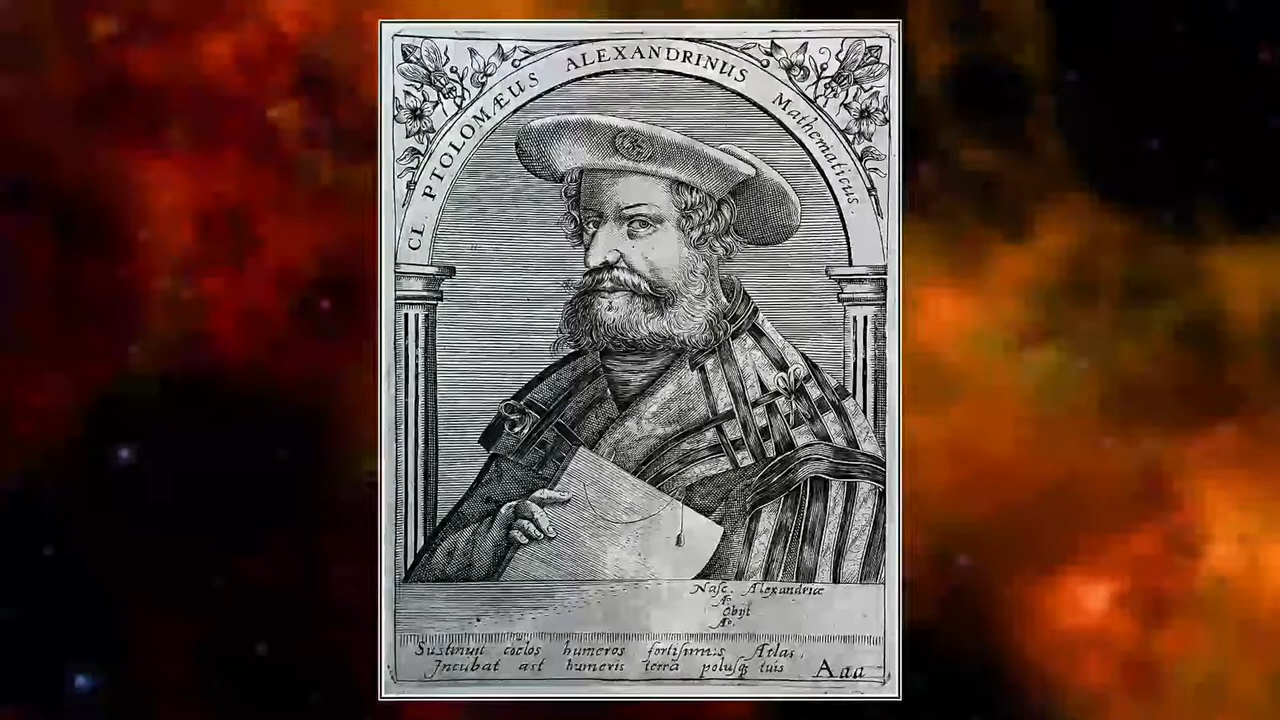 CL. PTOLOMÆUS ALEXANDRINUS Mathematicus.
Nasc. Alexandriæ
Aº.
Obijt
Aº.
Sustinuit coelos humeros fortissimus Atlas,
Incubat ast humeris terra polusq; tuis
Aaa